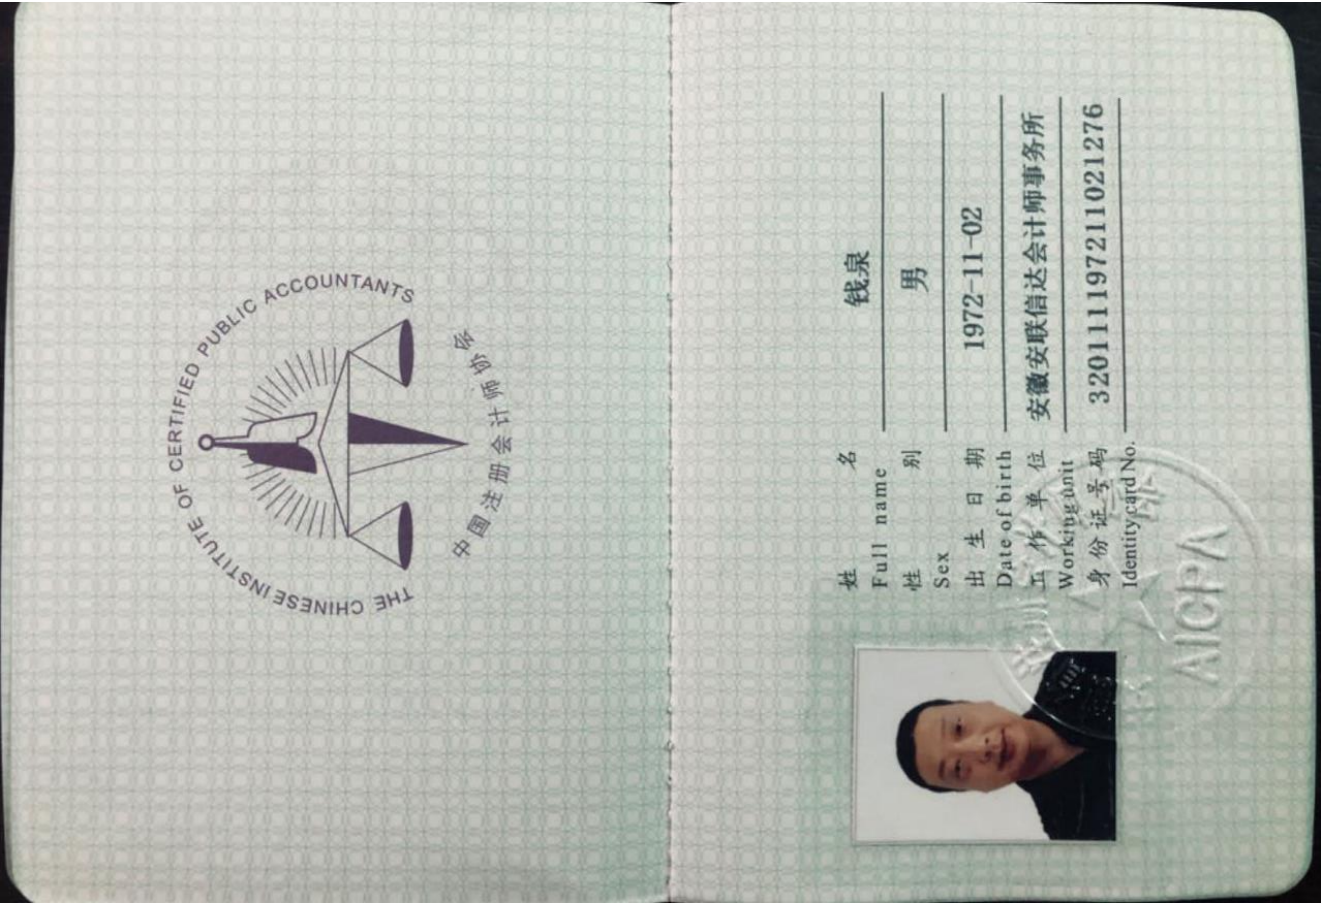 THE CHINESE INSTITUTE OF CERTIFIED PUBLIC ACCOUNTANTS
中国注册会计师协会
姓 名 钱泉
Full name
性 别 男
Sex
出 生 日 期 1972-11-02
Date of birth
工 作 单 位 安徽安联信达会计师事务所
Working unit
身 份 证 号 码 320111197211021276
Identity card No.
AICPA